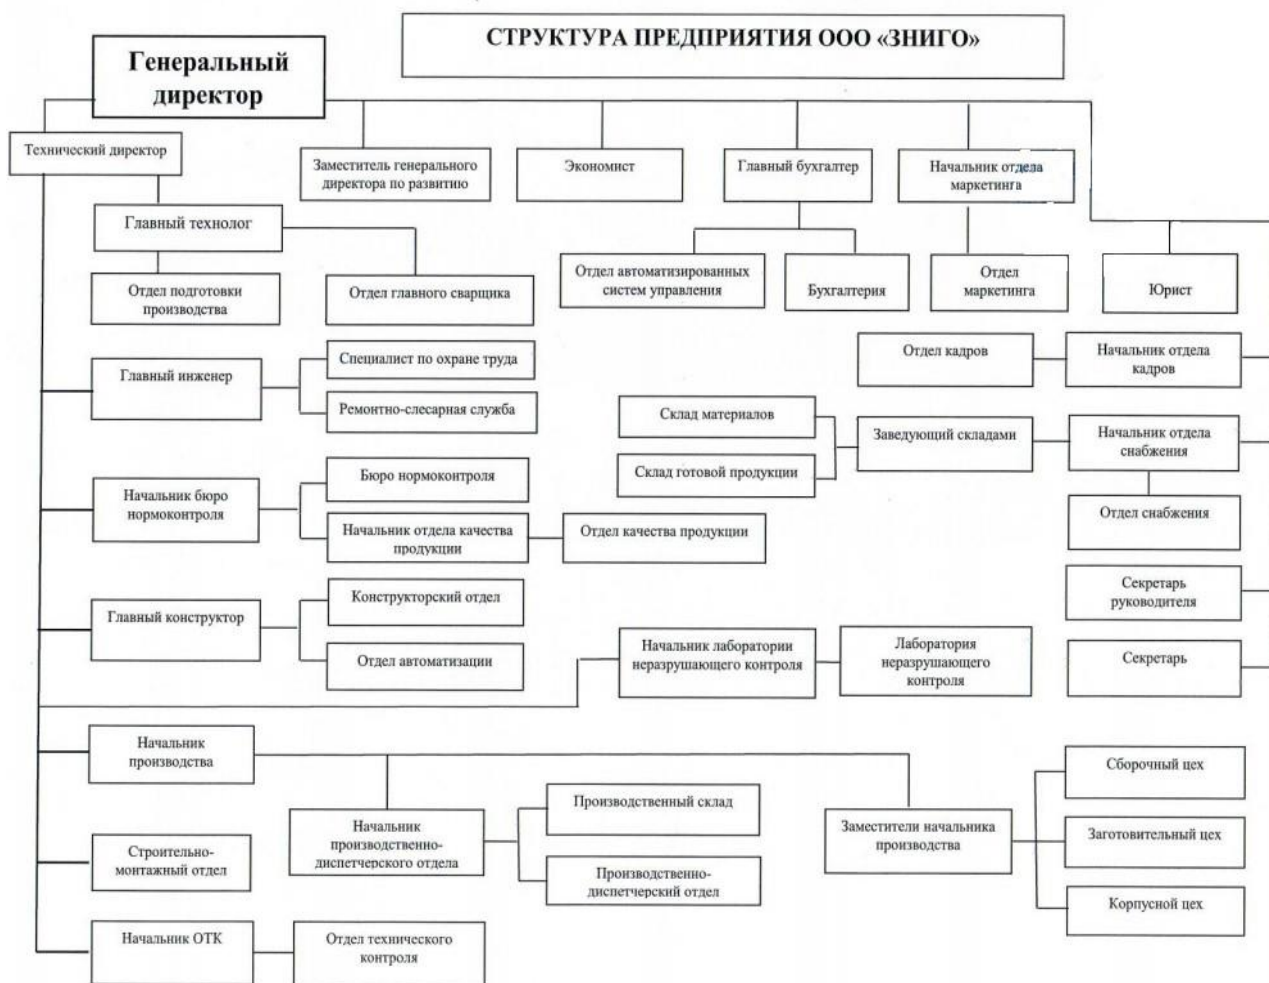 СТРУКТУРА ПРЕДПРИЯТИЯ ООО «ЗНИГО»
Генеральный
директор
Технический директор
Заместитель генерального
директора по развитию
Экономист
Главный бухгалтер
Начальник отдела
маркетинга
Главный технолог
Отдел подготовки
производства
Отдел главного сварщика
Отдел автоматизированных
систем управления
Бухгалтерия
Отдел
маркетинга
Юрист
Главный инженер
Специалист по охране труда
Ремонтно-слесарная служба
Отдел кадров
Начальник отдела
кадров
Склад материалов
Склад готовой продукции
Заведующий складами
Начальник отдела
снабжения
Отдел снабжения
Начальник бюро
нормоконтроля
Бюро нормоконтроля
Начальник отдела качества
продукции
Отдел качества продукции
Секретарь
руководителя
Секретарь
Главный конструктор
Конструкторский отдел
Отдел автоматизации
Начальник лаборатории
неразрушающего контроля
Лаборатория
неразрушающего
контроля
Начальник
производства
Начальник
производственно-
диспетчерского отдела
Производственный склад
Производственно-
диспетчерский отдел
Заместители начальника
производства
Сборочный цех
Заготовительный цех
Корпусной цех
Строительно-
монтажный отдел
Начальник ОТК
Отдел технического
контроля